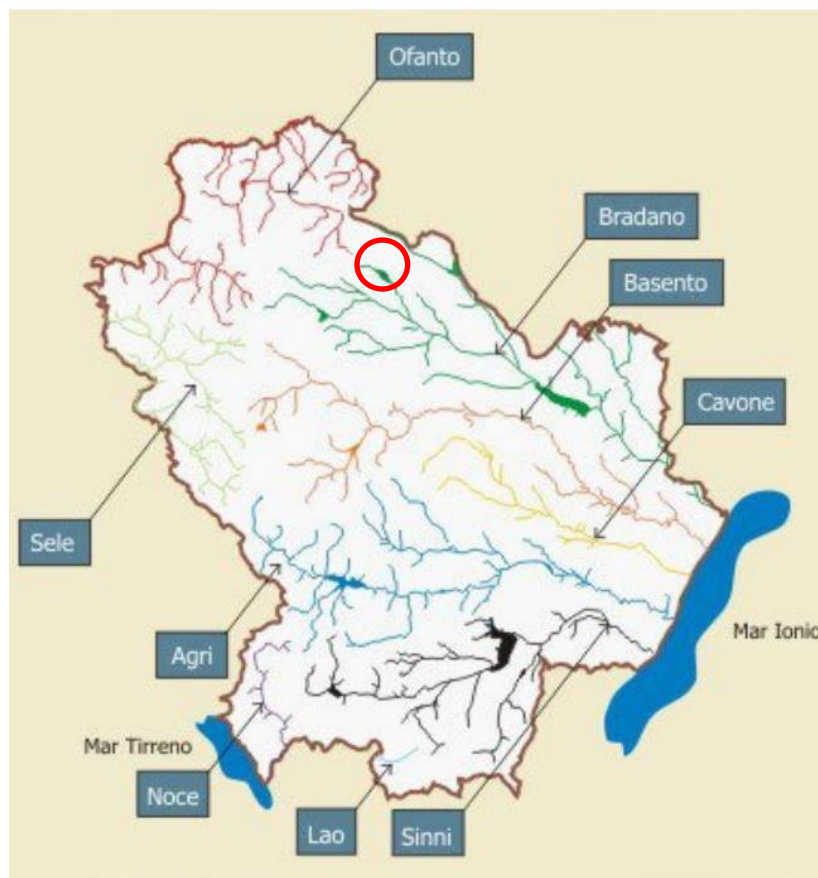 Ofanto
Bradano
Basento
Cavone
Sele
Mar Ionio
Agri
Mar Tirreno
Noce
Lao
Sinni